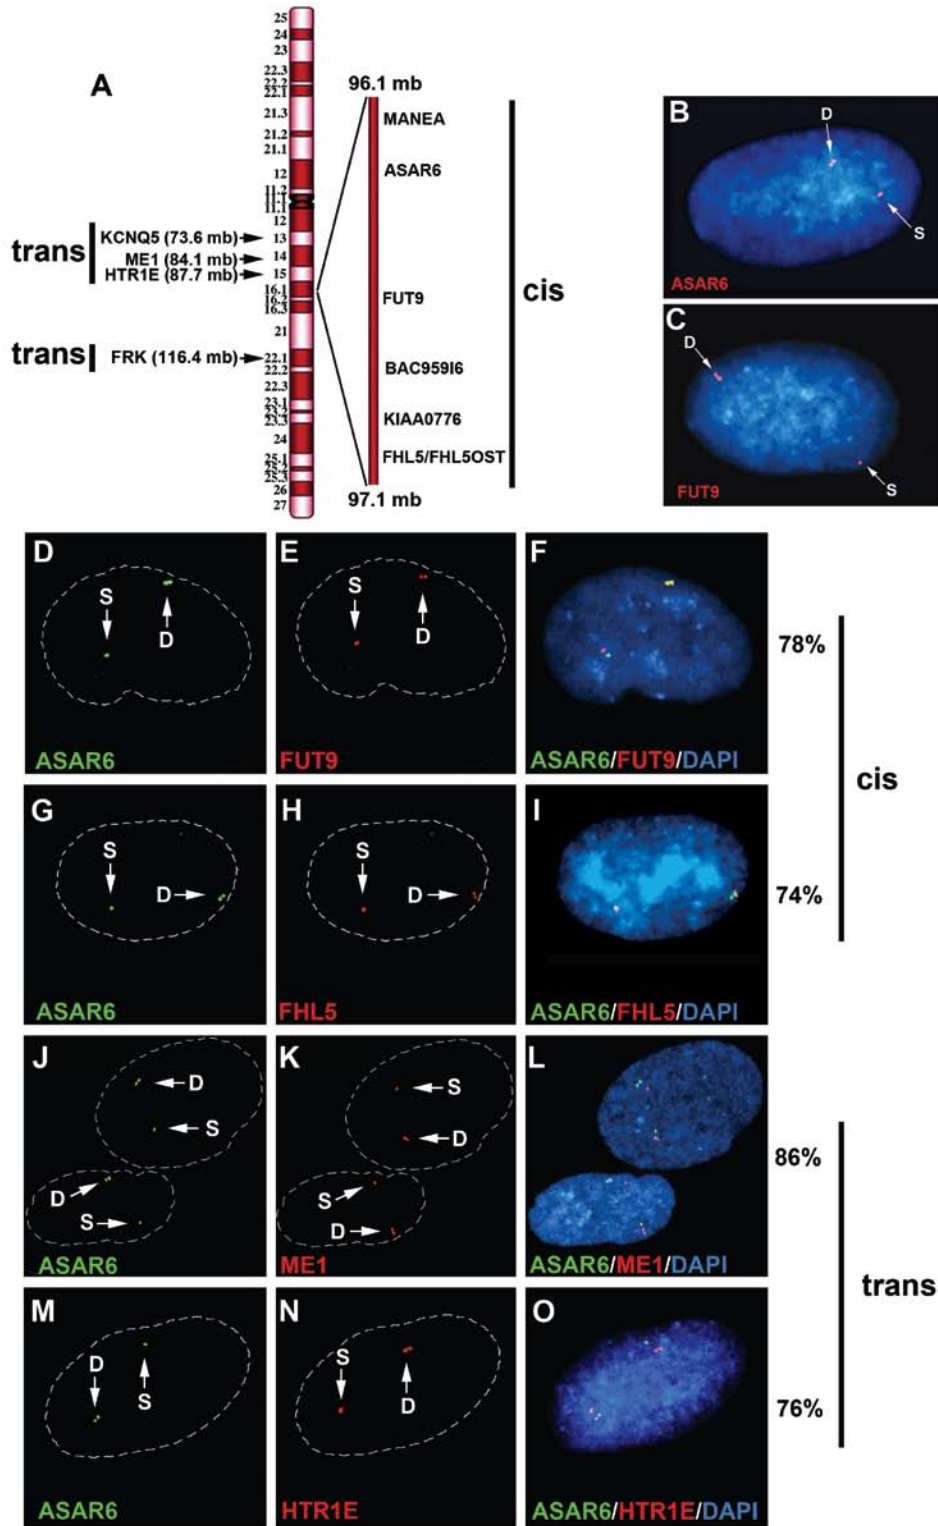 A
25
24
23
22.3
22.2
22.1
21.3
21.2
21.1
12
11.2
11.1
11.1
12
13
14
15
16.1
16.2
16.3
21
22.1
22.2
22.3
23.1
23.2
23.3
24
25.1
25.2
25.3
26
27
trans
KCNQ5 (73.6 mb)
ME1 (84.1 mb)
HTR1E (87.7 mb)
trans
FRK (116.4 mb)
96.1 mb
MANEA
ASAR6
FUT9
BAC959I6
KIAA0776
FHL5/FHL5OST
97.1 mb
cis
B
D
S
ASAR6
C
D
S
FUT9
D
S
D
ASAR6
E
S
D
FUT9
F
ASAR6/FUT9/DAPI
78%
G
S
D
ASAR6
H
S
D
FHL5
I
ASAR6/FHL5/DAPI
74%
cis
J
D
S
D
S
ASAR6
K
S
D
S
D
ME1
L
ASAR6/ME1/DAPI
86%
M
D
S
ASAR6
N
S
D
HTR1E
O
ASAR6/HTR1E/DAPI
76%
trans